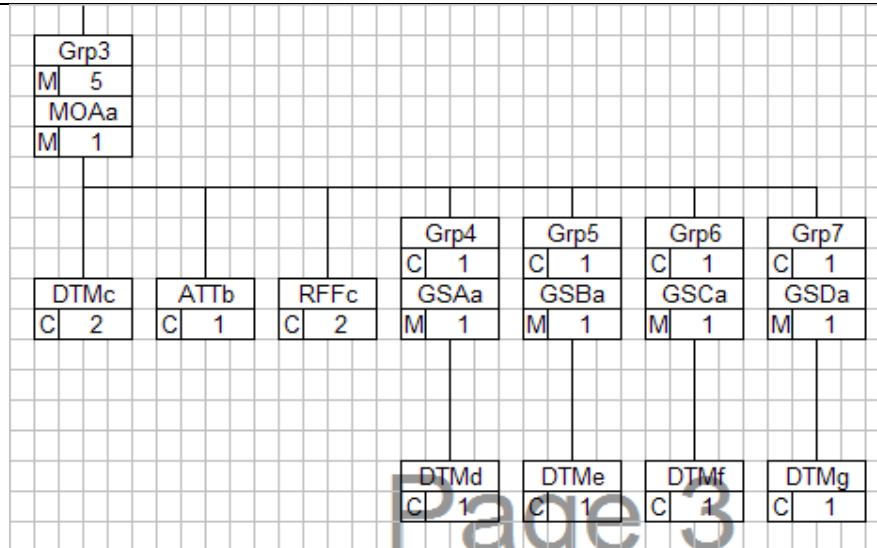 Grp3
M 5
MOAa
M 1
Grp4 Grp5 Grp6 Grp7
C 1 C 1 C 1 C 1
DTMc ATTb RFFc GSAa GSBa GSCa GSDa
C 2 C 1 C 2 M 1 M 1 M 1 M 1
DTMd DTMe DTMf DTMg
C 1 C 1 C 1 C 1
Page 3